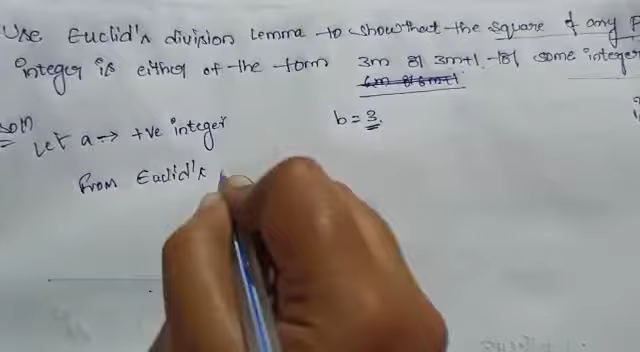 Use Euclid's division lemma to show that the square of any P
integer is either of the form 3m or 3m+1 for some integer
Soln
Let a → +ve integer
b = 3.
From Euclid's